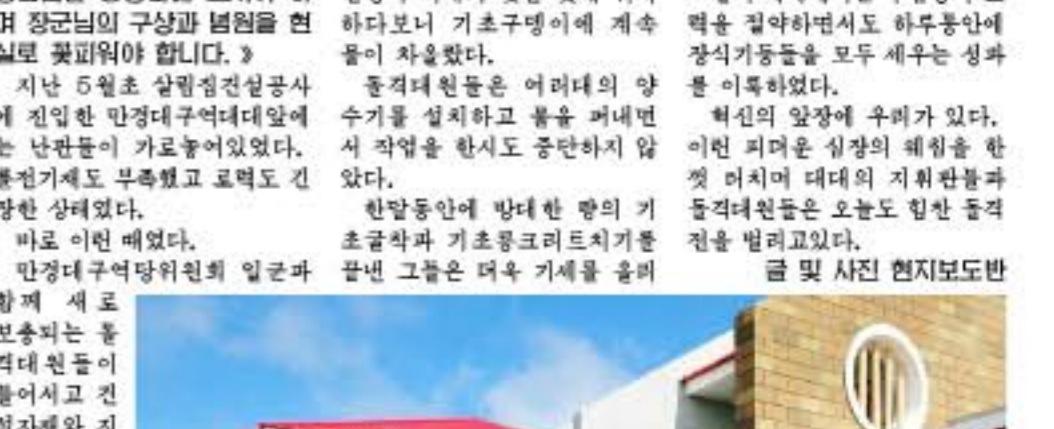 며 장군님의 구상과 념원을 현
실로 꽃피워야 합니다. 》
지난 5월초 살림집건설공사
에 진입한 만경대구역대대앞에
는 난관들이 가로놓여있었다.
륜전기재도 부족했고 로력도 긴
장한 상태였다.
바로 이런 때였다.
만경대구역당위원회 일군과
함께 새로
보충되는 돌
격대원들이
들어서고 건
하다보니 기초구뎅이에 계속
물이 차올랐다.
돌격대원들은 여러대의 양
수기를 설치하고 물을 퍼내면
서 작업을 한시도 중단하지 않
았다.
한달동안에 방대한 량의 기
초굴착과 기초콩크리트치기를
끝낸 그들은 더욱 기세를 올려
력을 절약하면서도 하루동안에
장식기둥들을 모두 세우는 성과
를 이룩하였다.
혁신의 앞장에 우리가 있다.
이런 피더운 심장의 웨침을 한
껏 터치며 대대의 지휘관들과
돌격대원들은 오늘도 힘찬 돌격
전을 벌리고있다.
글 및 사진 현지보도반